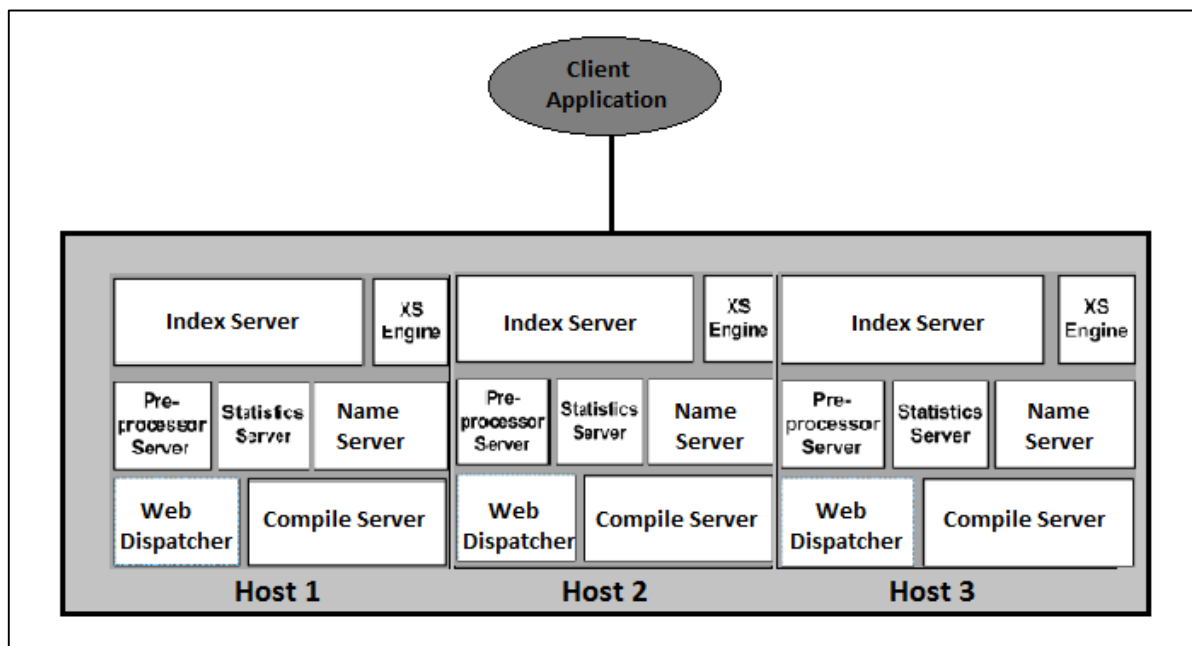 Client
Application
Index Server
XS
Engine
Index Server
XS
Engine
Index Server
XS
Engine
Pre-
processor
Server
Statistics
Server
Name
Server
Pre-
processor
Server
Statistics
Server
Name
Server
Pre-
processor
Server
Statistics
Server
Name
Server
Web
Dispatcher
Compile Server
Web
Dispatcher
Compile Server
Web
Dispatcher
Compile Server
Host 1
Host 2
Host 3